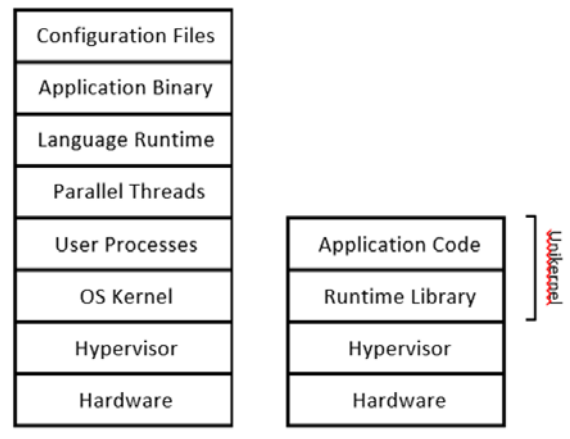 Configuration Files
Application Binary
Language Runtime
Parallel Threads
User Processes
OS Kernel
Hypervisor
Hardware
Application Code
Runtime Library
Hypervisor
Hardware
Unikernel